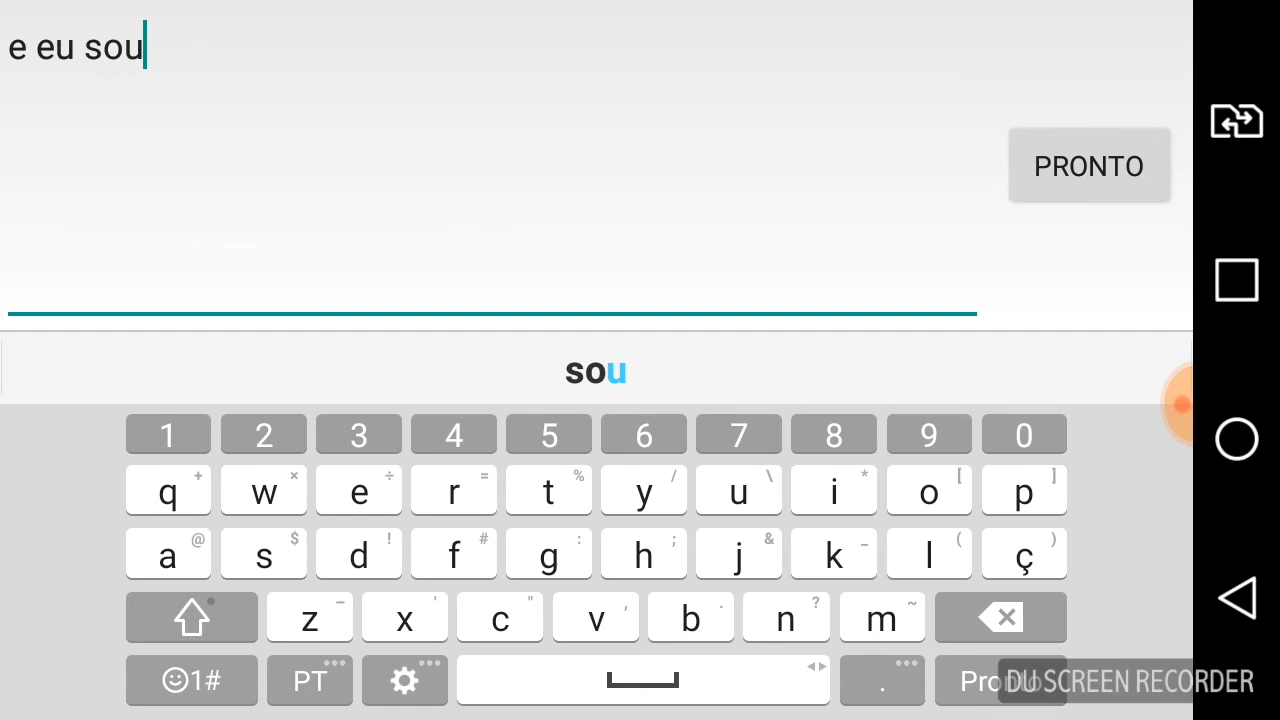 e eu sou
PRONTO
sou
1 2 3 4 5 6 7 8 9 0
q + w × e ÷ r = t % y / u \ i * o [ p ]
a @ s $ d ! f # g : h ; j & k _ l ( ç )
z – x ' c " v , b . n ? m ~
1# PT .
Pronto
DU SCREEN RECORDER